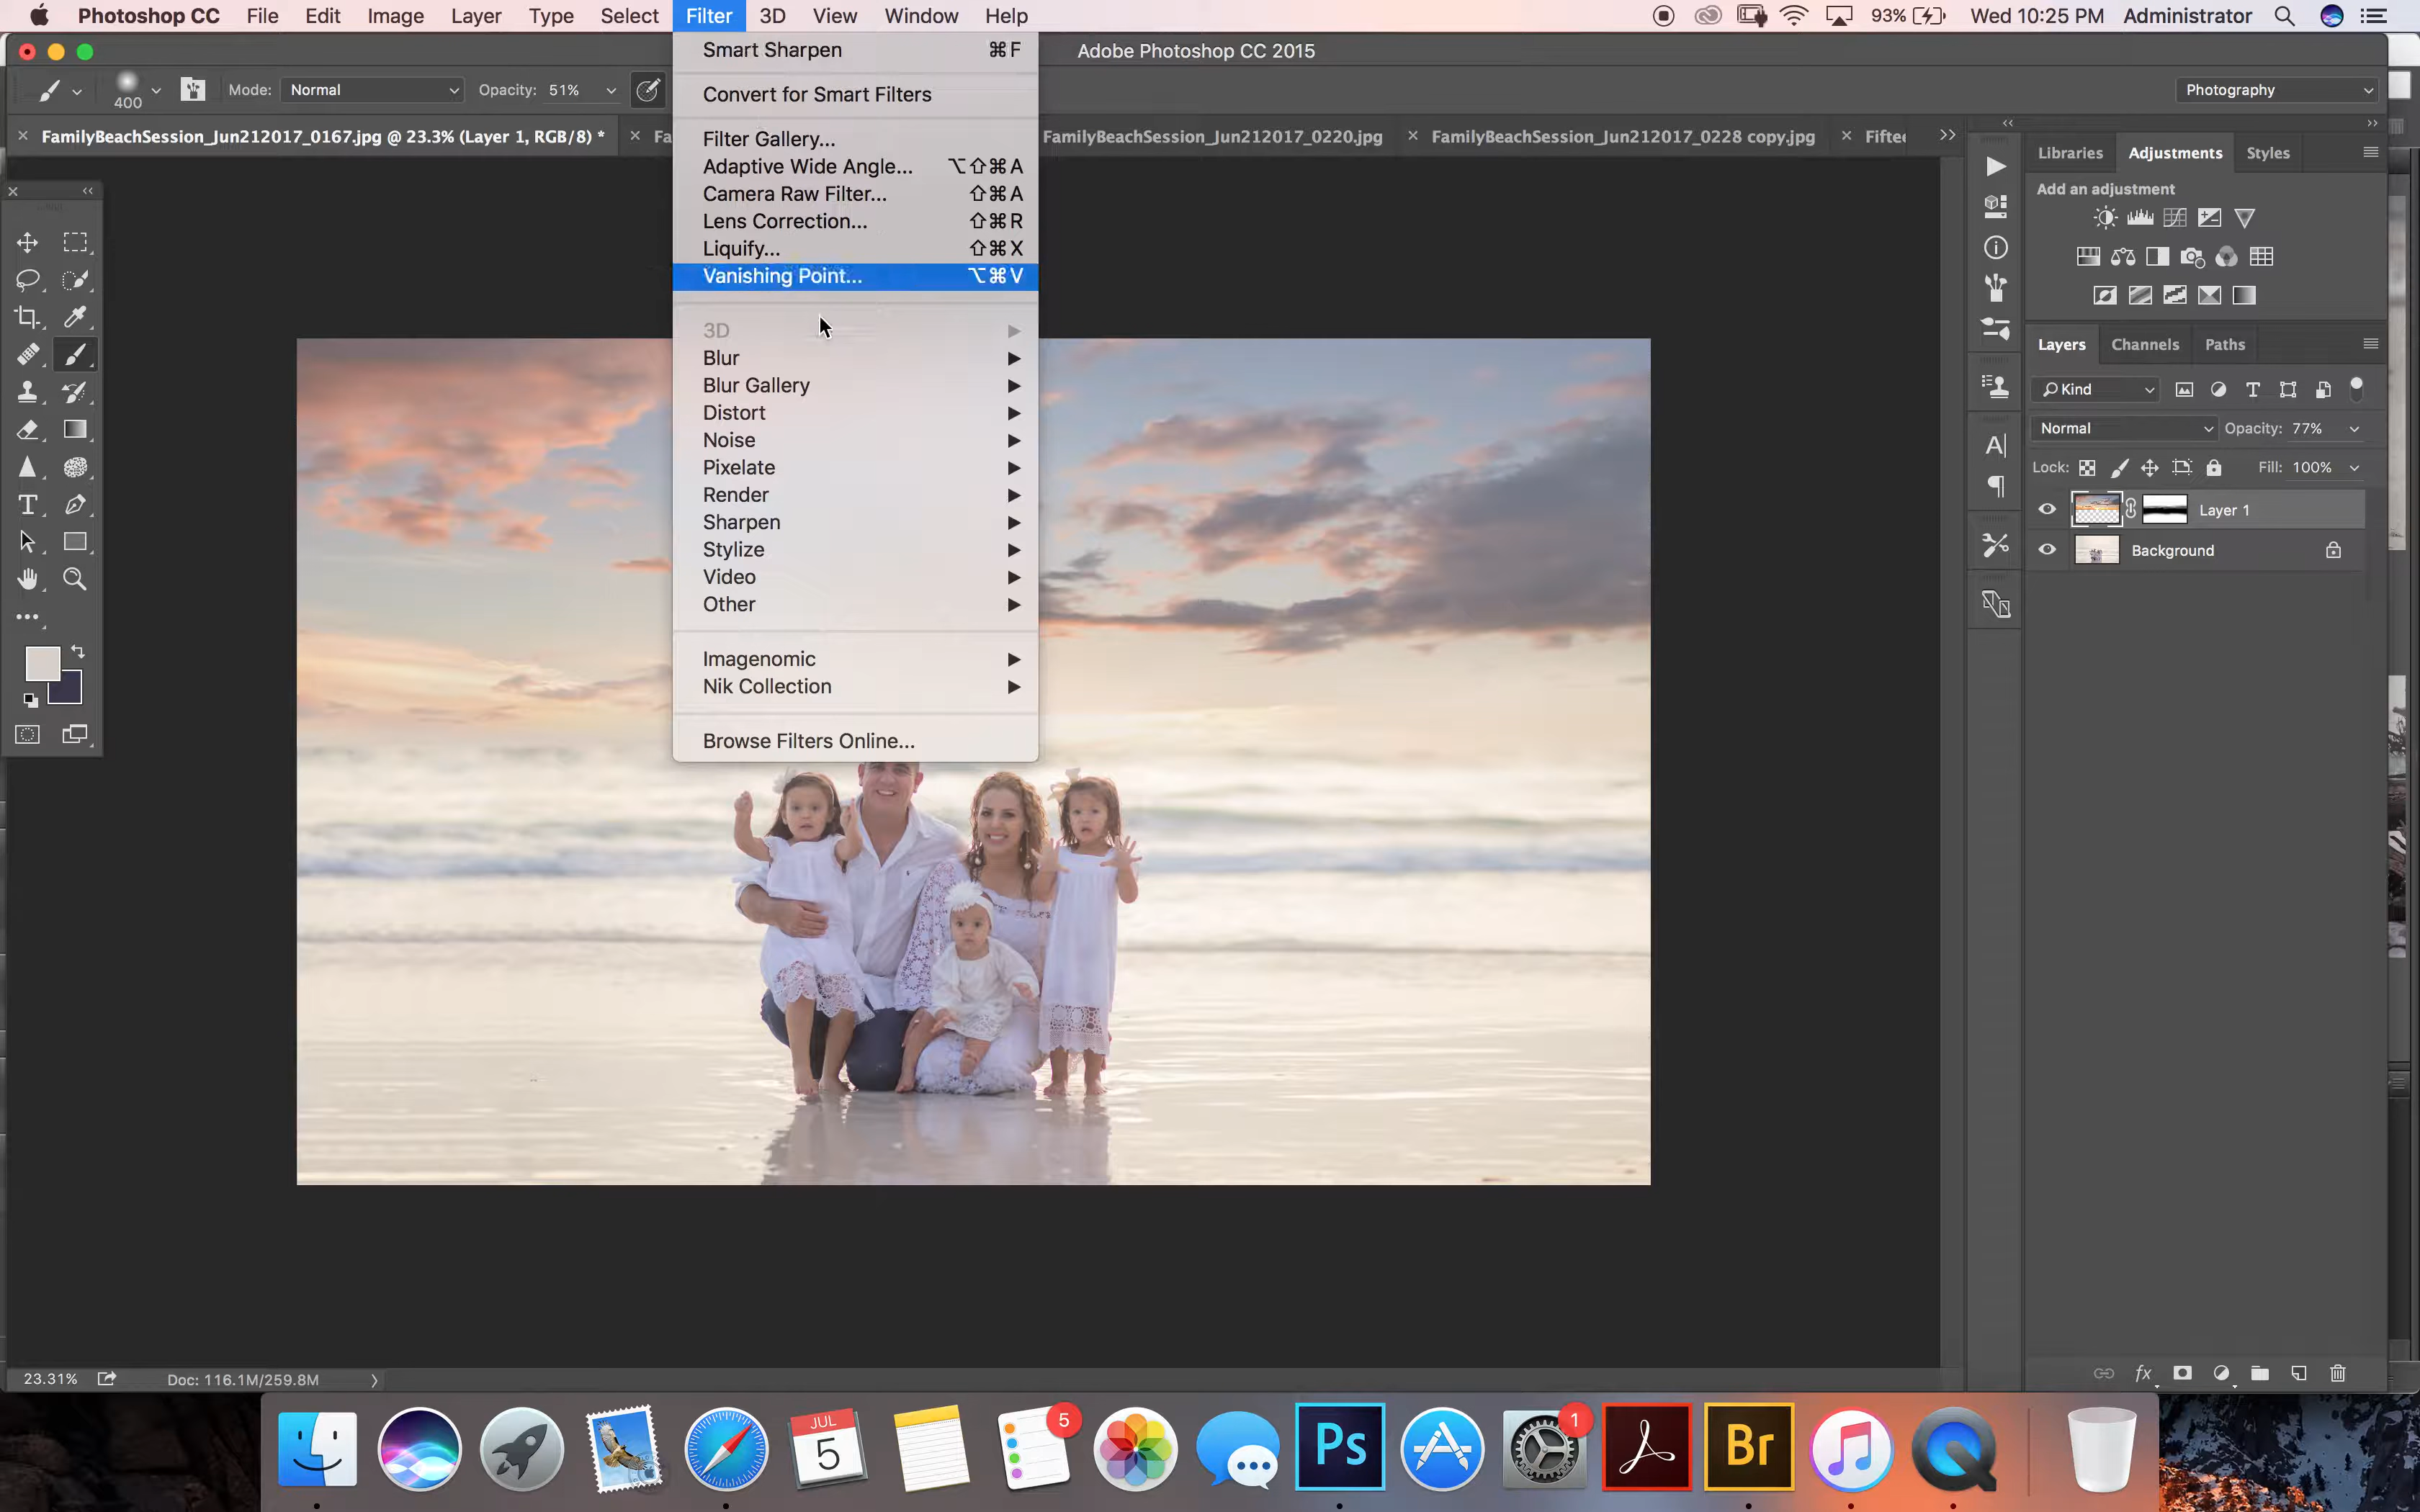 Photoshop CC File Edit Image Layer Type Select Filter 3D View Window Help 93% Wed 10:25 PM Administrator
Adobe Photoshop CC 2015
400 Mode: Normal Opacity: 51% Photography
FamilyBeachSession_Jun212017_0167.jpg @ 23.3% (Layer 1, RGB/8) * Fa FamilyBeachSession_Jun212017_0220.jpg FamilyBeachSession_Jun212017_0228 copy.jpg Fiftee
Smart Sharpen ⌘F
Convert for Smart Filters
Filter Gallery...
Adaptive Wide Angle... ⌥⇧⌘A
Camera Raw Filter... ⇧⌘A
Lens Correction... ⇧⌘R
Liquify... ⇧⌘X
Vanishing Point... ⌥⌘V
3D
Blur
Blur Gallery
Distort
Noise
Pixelate
Render
Sharpen
Stylize
Video
Other
Imagenomic
Nik Collection
Browse Filters Online...
Libraries Adjustments Styles
Add an adjustment
Layers Channels Paths
Kind
Normal Opacity: 77%
Lock: Fill: 100%
Layer 1
Background
23.31% Doc: 116.1M/259.8M
fx
JUL
5
5
Ps
1
Br